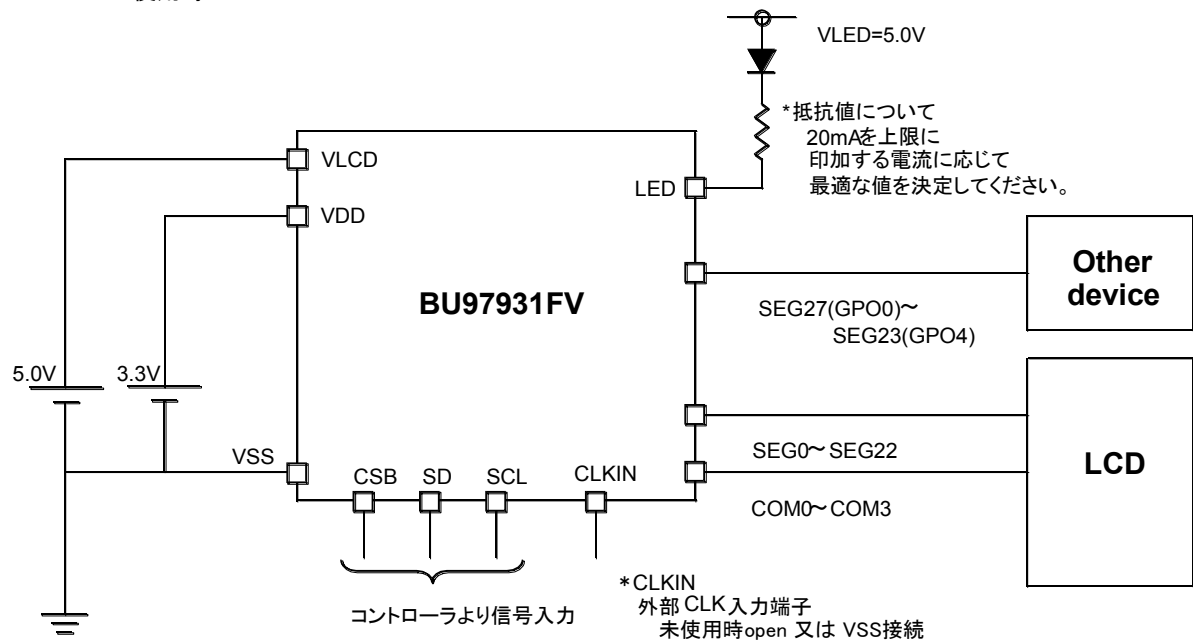 VLED=5.0V
*抵抗値について
20mAを上限に
印加する電流に応じて
最適な値を決定してください。
VLCD
LED
VDD
BU97931FV
Other
device
SEG27(GPO0)～
SEG23(GPO4)
5.0V
3.3V
VSS
SEG0～SEG22
LCD
CSB
SD
SCL
CLKIN
COM0～COM3
*CLKIN
外部CLK入力端子
未使用時open 又は VSS接続
コントローラより信号入力